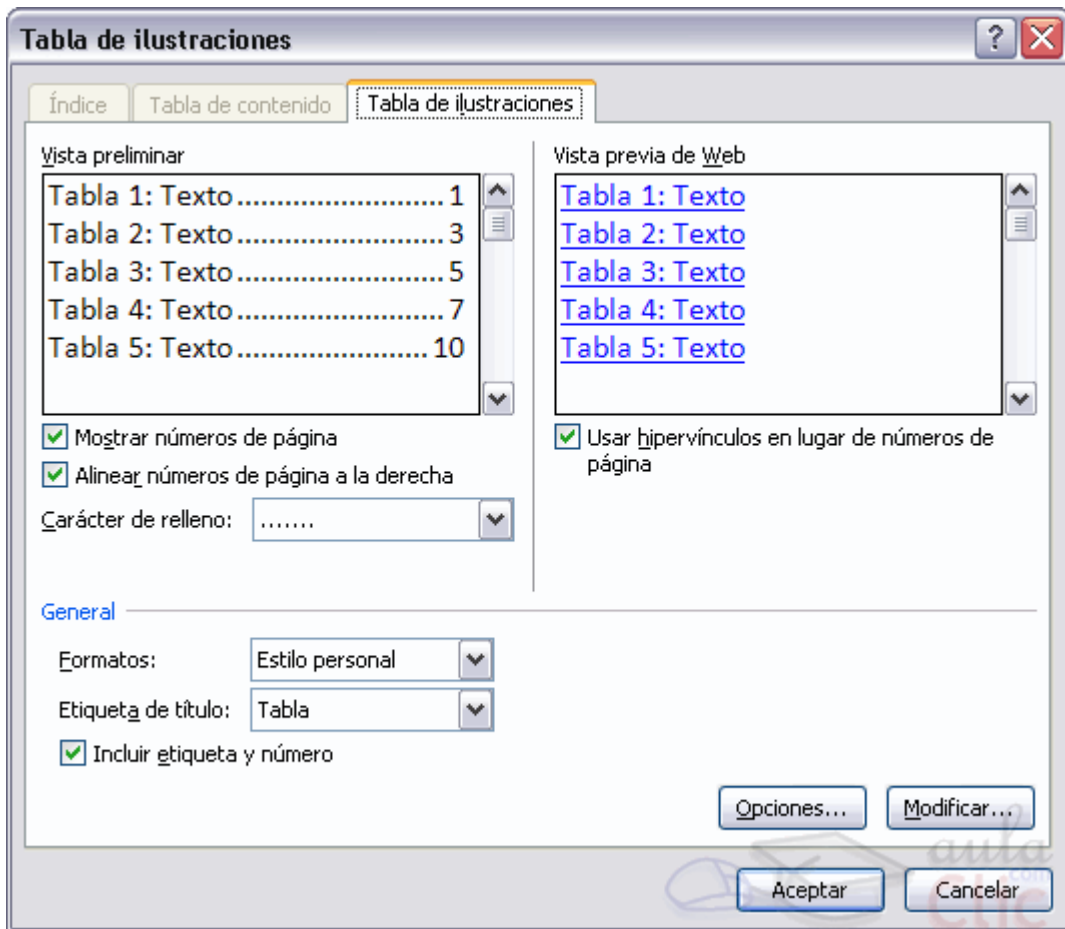 Tabla de ilustraciones
?
Índice
Tabla de contenido
Tabla de ilustraciones
Vista preliminar
Tabla 1: Texto..........................1
Tabla 2: Texto..........................3
Tabla 3: Texto..........................5
Tabla 4: Texto..........................7
Tabla 5: Texto........................10
Mostrar números de página
Alinear números de página a la derecha
Carácter de relleno: .......
Vista previa de Web
Tabla 1: Texto
Tabla 2: Texto
Tabla 3: Texto
Tabla 4: Texto
Tabla 5: Texto
Usar hipervínculos en lugar de números de
página
General
Formatos: Estilo personal
Etiqueta de título: Tabla
Incluir etiqueta y número
Opciones... Modificar...
aula
.com
Clic
Aceptar Cancelar